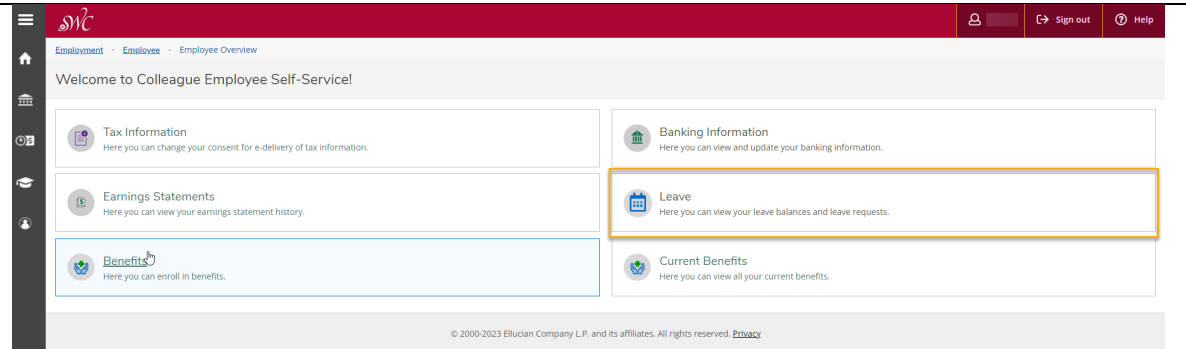 SWC
Sign out
Help
Employment · Employee · Employee Overview
Welcome to Colleague Employee Self-Service!
Tax Information
Here you can change your consent for e-delivery of tax information.
Banking Information
Here you can view and update your banking information.
Earnings Statements
Here you can view your earnings statement history.
Leave
Here you can view your leave balances and leave requests.
Benefits
Here you can enroll in benefits.
Current Benefits
Here you can view all your current benefits.
© 2000-2023 Ellucian Company L.P. and its affiliates. All rights reserved. Privacy